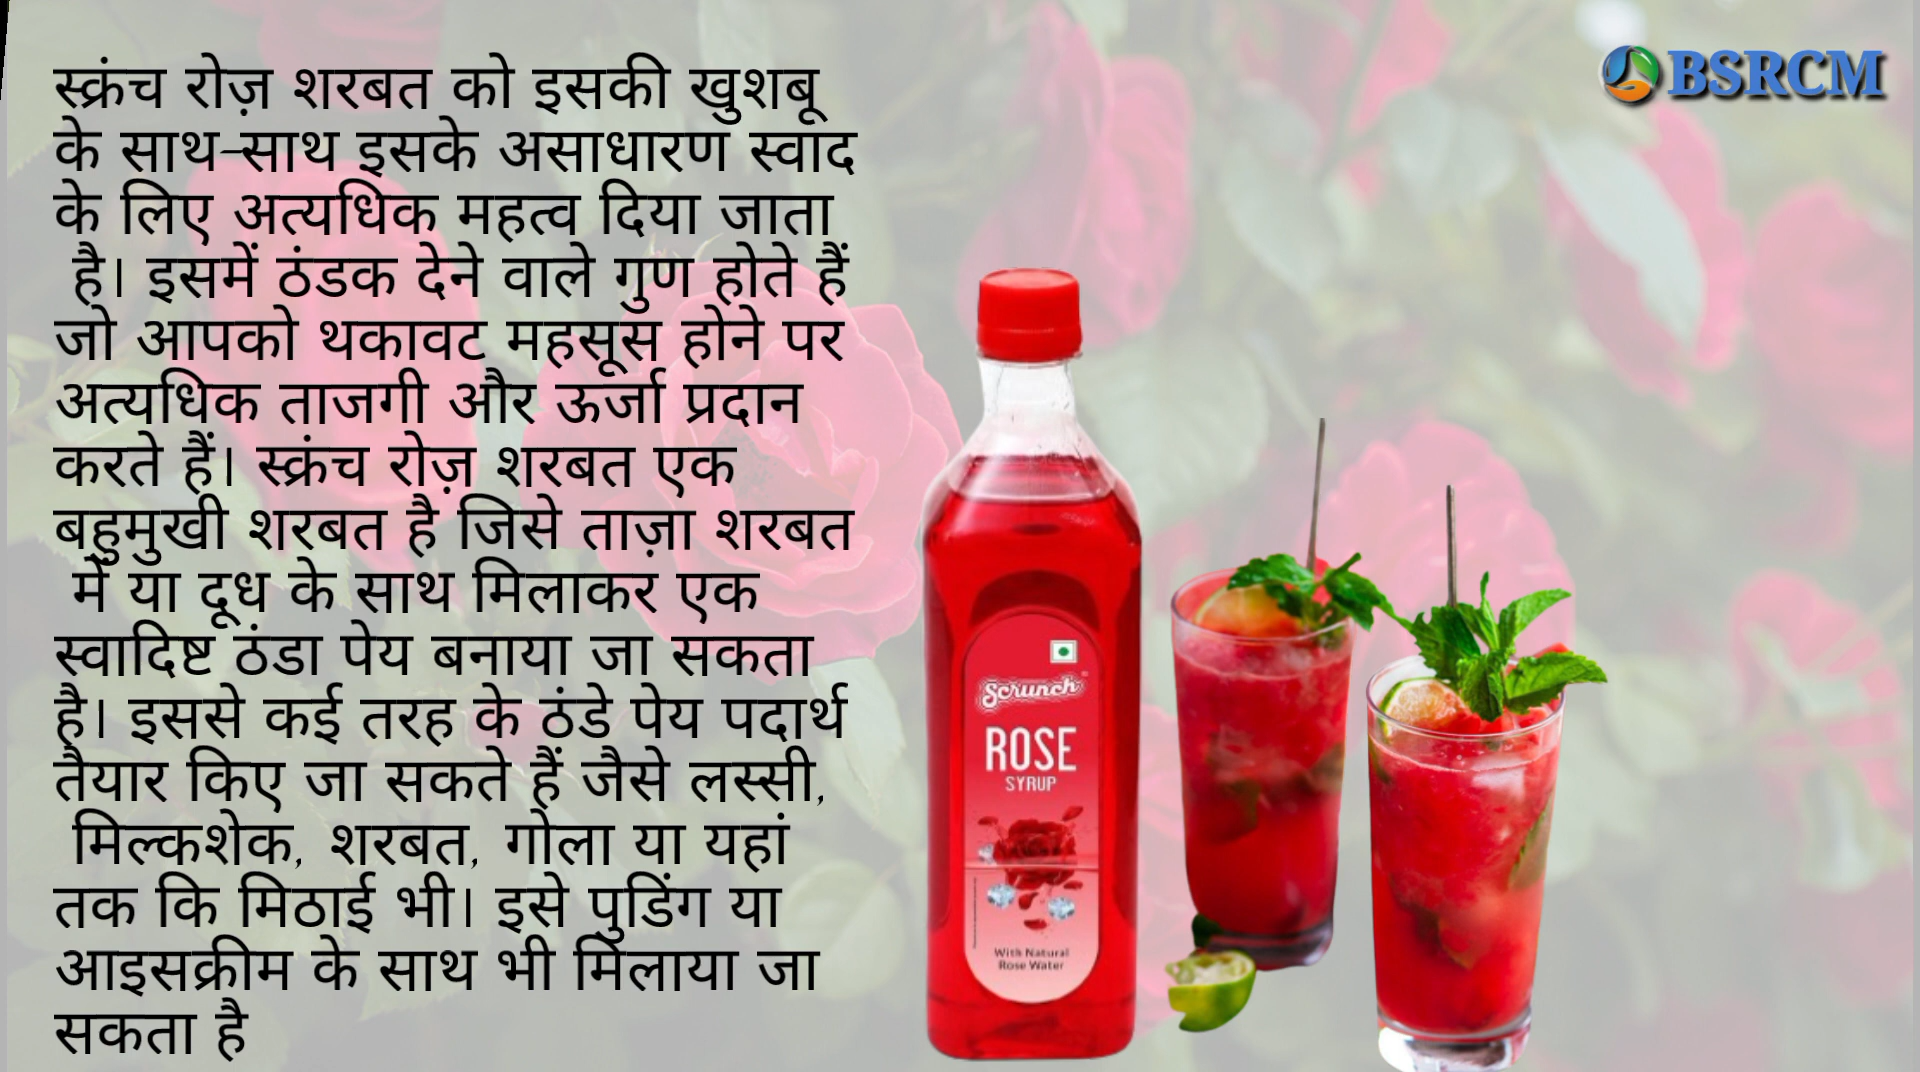 स्क्रंच रोज़ शरबत को इसकी खुशबू
के साथ-साथ इसके असाधारण स्वाद
के लिए अत्यधिक महत्व दिया जाता
है। इसमें ठंडक देने वाले गुण होते हैं
जो आपको थकावट महसूस होने पर
अत्यधिक ताजगी और ऊर्जा प्रदान
करते हैं। स्क्रंच रोज़ शरबत एक
बहुमुखी शरबत है जिसे ताज़ा शरबत
में या दूध के साथ मिलाकर एक
स्वादिष्ट ठंडा पेय बनाया जा सकता
है। इससे कई तरह के ठंडे पेय पदार्थ
तैयार किए जा सकते हैं जैसे लस्सी,
मिल्कशेक, शरबत, गोला या यहां
तक कि मिठाई भी। इसे पुडिंग या
आइसक्रीम के साथ भी मिलाया जा
सकता है
BSRCM
Scrunch
ROSE
SYRUP
With Natural
Rose Water